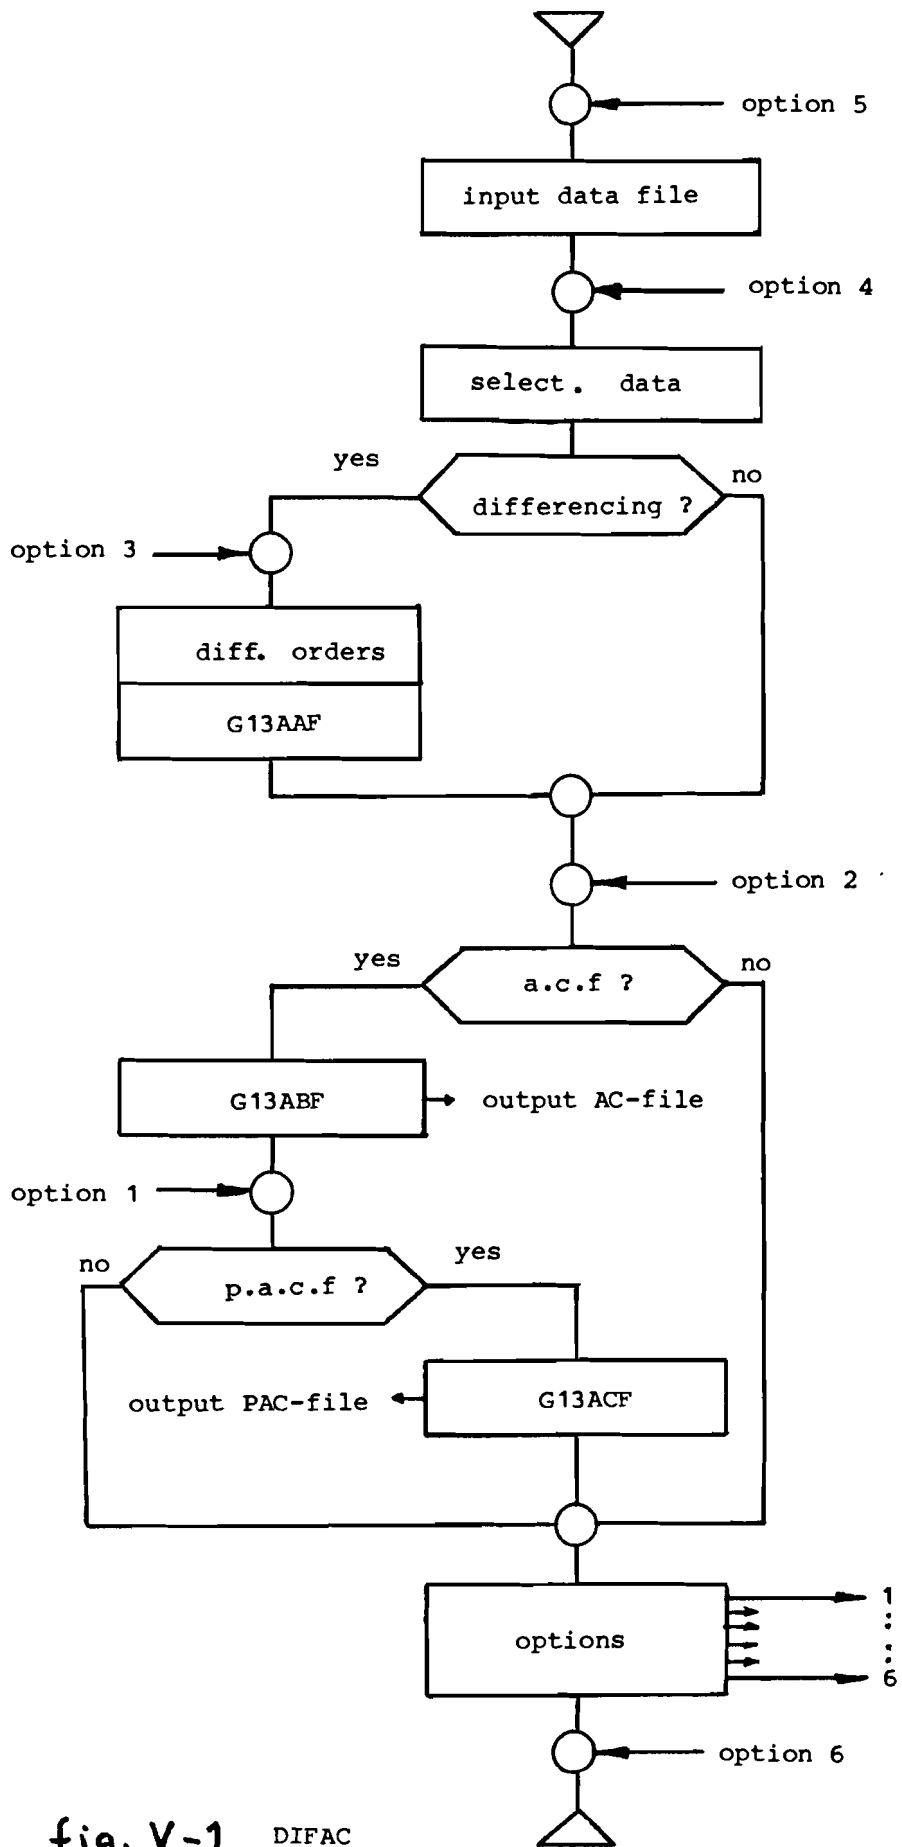 option 5
input data file
option 4
select. data
yes
no
differencing ?
option 3
diff. orders
G13AAF
option 2
yes
no
a.c.f ?
G13ABF
output AC-file
option 1
no
yes
p.a.c.f ?
output PAC-file
G13ACF
options
1
6
option 6
fig. V-1 DIFAC